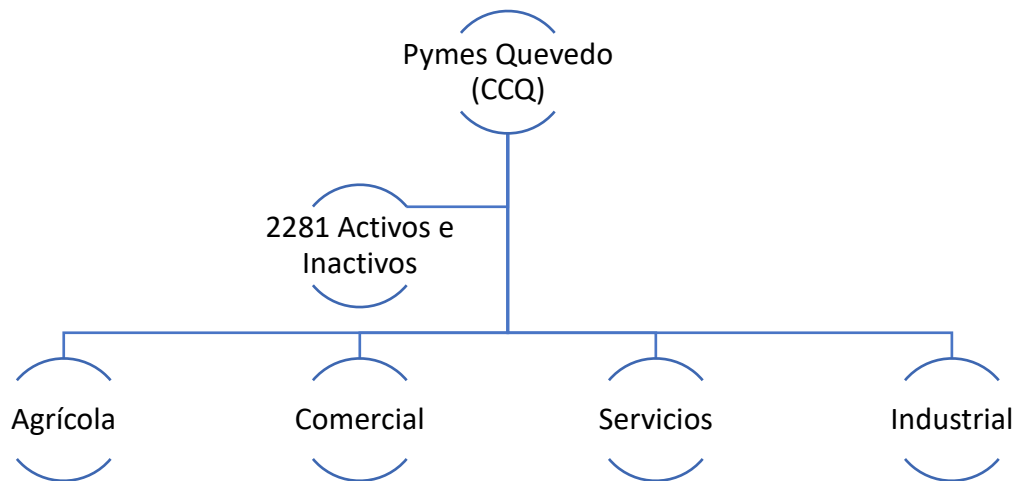 Pymes Quevedo
(CCQ)
2281 Activos e
Inactivos
Agrícola
Comercial
Servicios
Industrial